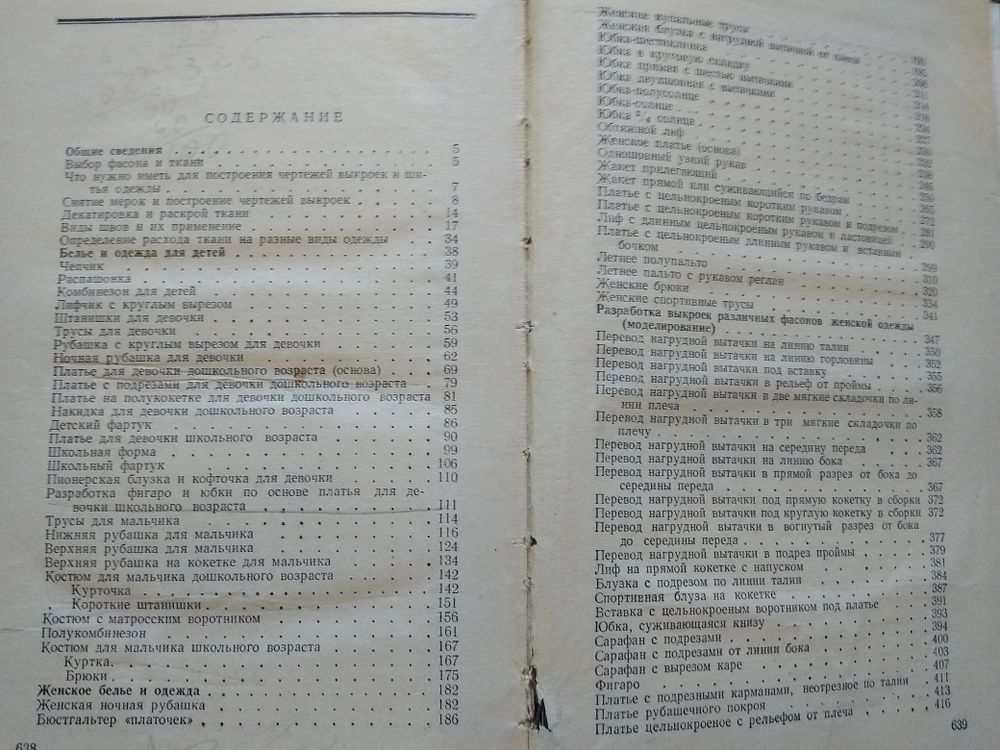 СОДЕРЖАНИЕ
Общие сведения 5
Выбор фасона и ткани 5
Что нужно иметь для построения чертежей выкроек и ши-
тья одежды 7
Снятие мерок и построение чертежей выкроек 8
Декатировка и раскрой ткани 14
Виды швов и их применение 17
Определение расхода ткани на разные виды одежды 34
Белье и одежда для детей 38
Чепчик 39
Распашонка 41
Комбинезон для детей 44
Лифчик с круглым вырезом 49
Штанишки для девочки 53
Трусы для девочки 56
Рубашка с круглым вырезом для девочки 59
Ночная рубашка для девочки 62
Платье для девочки дошкольного возраста (основа) 69
Платье с подрезами для девочки дошкольного возраста 79
Платье на полукокетке для девочки дошкольного возраста 81
Накидка для девочки дошкольного возраста 85
Детский фартук 86
Платье для девочки школьного возраста 90
Школьная форма 99
Школьный фартук 106
Пионерская блузка и кофточка для девочки 110
Разработка фигаро и юбки по основе платья для де-
вочки школьного возраста 111
Трусы для мальчика 114
Нижняя рубашка для мальчика 116
Верхняя рубашка для мальчика 124
Верхняя рубашка на кокетке для мальчика 134
Костюм для мальчика дошкольного возраста 142
Курточка 142
Короткие штанишки 151
Костюм с матросским воротником 156
Полукомбинезон 161
Костюм для мальчика школьного возраста 167
Куртка 167
Брюки 175
Женское белье и одежда 182
Женская ночная рубашка 182
Бюстгальтер «платочек» 186
638
Женские купальные трусы 190
Женская блузка с нагрудной вытачкой от плеча 195
Юбка-шестиклинка
Юбка в круговую складку 211
Юбка прямая с шестью вытачками 214
Юбка двухшовная с вытачками 218
Юбка-полусолнце 224
Юбка-солнце 227
Юбка ³/₄ солнца
Обтяжной лиф 232
Женское платье (основа) 238
Одношовный узкий рукав 246
Жакет прилегающий 256
Жакет прямой или суживающийся по бедрам 265
Платье с цельнокроеным коротким рукавом 272
Платье с цельнокроеным коротким рукавом и подрезом 281
Лиф с длинным цельнокроеным рукавом и ластовицей 290
Платье с цельнокроеным длинным рукавом и вставным
бочком 299
Летнее полупальто 310
Летнее пальто с рукавом реглан 320
Женские брюки 334
Женские спортивные трусы 341
Разработка выкроек различных фасонов женской одежды
(моделирование) 347
Перевод нагрудной вытачки на линию талии 350
Перевод нагрудной вытачки на линию горловины 352
Перевод нагрудной вытачки под вставку 355
Перевод нагрудной вытачки в рельеф от проймы 356
Перевод нагрудной вытачки в две мягкие складочки по ли-
нии плеча 358
Перевод нагрудной вытачки в три мягкие складочки по
плечу 362
Перевод нагрудной вытачки на середину переда 362
Перевод нагрудной вытачки на линию бока 367
Перевод нагрудной вытачки в прямой разрез от бока до
середины переда 367
Перевод нагрудной вытачки под прямую кокетку в сборки 372
Перевод нагрудной вытачки под круглую кокетку в сборки 372
Перевод нагрудной вытачки в вогнутый разрез от бока
до середины переда 377
Перевод нагрудной вытачки в подрез проймы 379
Лиф на прямой кокетке с напуском 381
Блузка с подрезом по линии талии 384
Спортивная блуза на кокетке 387
Вставка с цельнокроеным воротником под платье 391
Юбка, суживающаяся книзу 393
Сарафан с подрезами 394
Сарафан с подрезами от линии бока 400
Сарафан с вырезом каре 403
Фигаро 407
Платье с подрезными карманами, неотрезное по талии 411
Платье рубашечного покроя 413
Платье цельнокроеное с рельефом от плеча 416
639